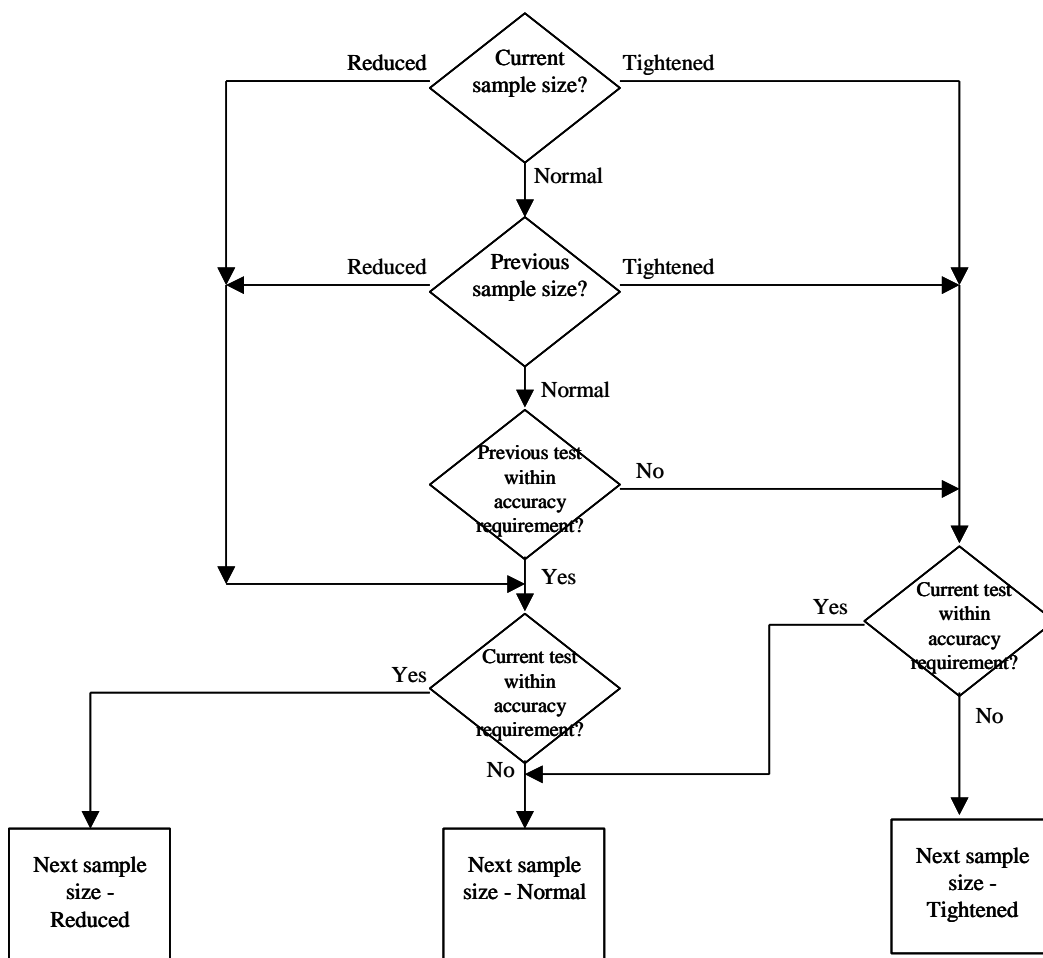 Reduced
Current
sample size?
Tightened
Normal
Reduced
Previous
sample size?
Tightened
Normal
Previous test
within
accuracy
requirement?
No
Yes
Current test
within
accuracy
requirement?
Yes
No
Yes
Current test
within
accuracy
requirement?
No
Next sample
size -
Reduced
Next sample
size - Normal
Next sample
size -
Tightened